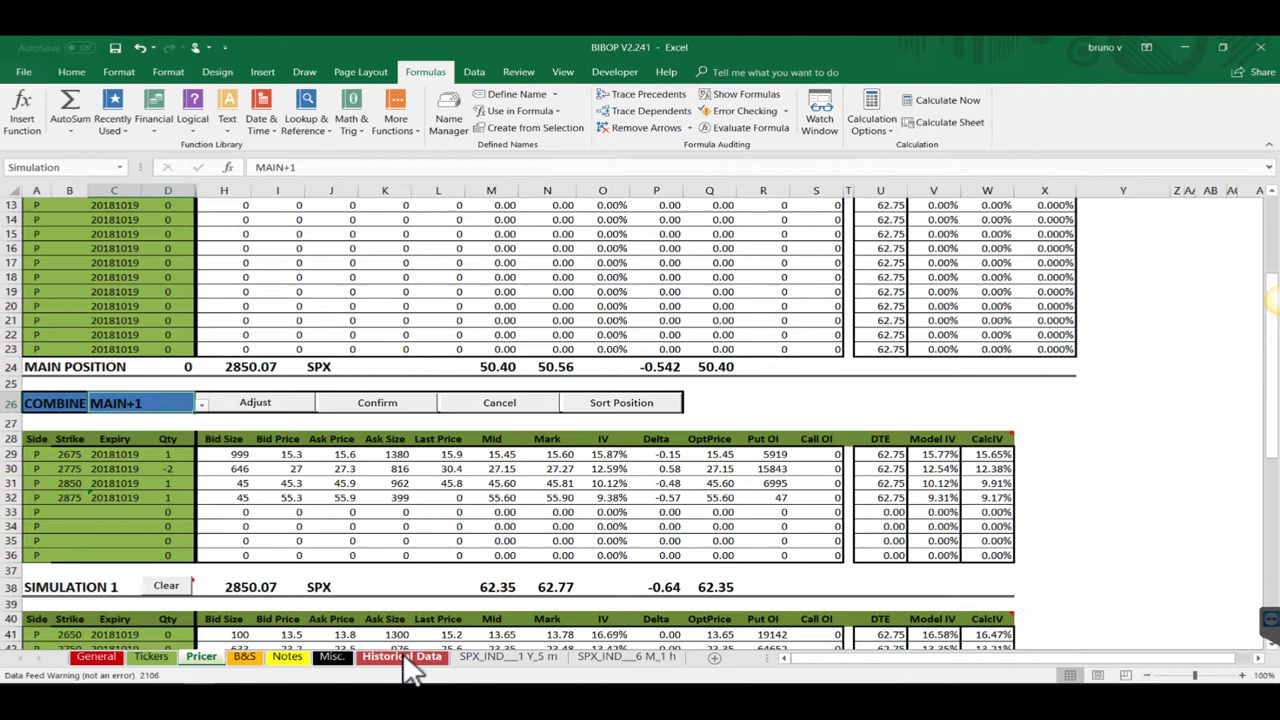 AutoSave Off BIBOP V2.241 - Excel bruno v
File Home Format Format Design Insert Draw Page Layout Formulas Data Review View Developer Help Tell me what you want to do Share
Insert Function AutoSum Recently Used Financial Logical Text Date & Time Lookup & Reference Math & Trig More Functions
Function Library
Name Manager Define Name Use in Formula Create from Selection
Defined Names
Trace Precedents Trace Dependents Remove Arrows Show Formulas Error Checking Evaluate Formula Watch Window
Formula Auditing
Calculation Options Calculate Now Calculate Sheet
Calculation
Simulation fx MAIN+1
A B C D H I J K L M N O P Q R S T U V W X Y Z AB
13 P 20181019 0 0 0 0 0 0 0.00 0.00 0.00% 0.00 0.00 0 0 62.75 0.00% 0.00% 0.000%
14 P 20181019 0 0 0 0 0 0 0.00 0.00 0.00% 0.00 0.00 0 0 62.75 0.00% 0.00% 0.000%
15 P 20181019 0 0 0 0 0 0 0.00 0.00 0.00% 0.00 0.00 0 0 62.75 0.00% 0.00% 0.000%
16 P 20181019 0 0 0 0 0 0 0.00 0.00 0.00% 0.00 0.00 0 0 62.75 0.00% 0.00% 0.000%
17 P 20181019 0 0 0 0 0 0 0.00 0.00 0.00% 0.00 0.00 0 0 62.75 0.00% 0.00% 0.000%
18 P 20181019 0 0 0 0 0 0 0.00 0.00 0.00% 0.00 0.00 0 0 62.75 0.00% 0.00% 0.000%
19 P 20181019 0 0 0 0 0 0 0.00 0.00 0.00% 0.00 0.00 0 0 62.75 0.00% 0.00% 0.000%
20 P 20181019 0 0 0 0 0 0 0.00 0.00 0.00% 0.00 0.00 0 0 62.75 0.00% 0.00% 0.000%
21 P 20181019 0 0 0 0 0 0 0.00 0.00 0.00% 0.00 0.00 0 0 62.75 0.00% 0.00% 0.000%
22 P 20181019 0 0 0 0 0 0 0.00 0.00 0.00% 0.00 0.00 0 0 62.75 0.00% 0.00% 0.000%
23 P 20181019 0 0 0 0 0 0 0.00 0.00 0.00% 0.00 0.00 0 0 62.75 0.00% 0.00% 0.000%
24 MAIN POSITION 0 2850.07 SPX 50.40 50.56 -0.542 50.40
25
26 COMBINE MAIN+1 Adjust Confirm Cancel Sort Position
27
28 Side Strike Expiry Qty Bid Size Bid Price Ask Price Ask Size Last Price Mid Mark IV Delta OptPrice Put OI Call OI DTE Model IV CalcIV
29 P 2675 20181019 1 999 15.3 15.6 1380 15.9 15.45 15.60 15.87% -0.15 15.45 5919 0 62.75 15.77% 15.65%
30 P 2775 20181019 -2 646 27 27.3 816 30.4 27.15 27.27 12.59% 0.58 27.15 15843 0 62.75 12.54% 12.38%
31 P 2850 20181019 1 45 45.3 45.9 962 45.8 45.60 45.81 10.12% -0.48 45.60 6995 0 62.75 10.12% 9.91%
32 P 2875 20181019 1 45 55.3 55.9 399 0 55.60 55.90 9.38% -0.57 55.60 47 0 62.75 9.31% 9.17%
33 P 0 0 0 0 0 0 0.00 0.00 0.00% 0.00 0.00 0 0 0.00 0.00% 0.00%
34 P 0 0 0 0 0 0 0.00 0.00 0.00% 0.00 0.00 0 0 0.00 0.00% 0.00%
35 P 0 0 0 0 0 0 0.00 0.00 0.00% 0.00 0.00 0 0 0.00 0.00% 0.00%
36 P 0 0 0 0 0 0 0.00 0.00 0.00% 0.00 0.00 0 0 0.00 0.00% 0.00%
37
38 SIMULATION 1 Clear 2850.07 SPX 62.35 62.77 -0.64 62.35
39
40 Side Strike Expiry Qty Bid Size Bid Price Ask Price Ask Size Last Price Mid Mark IV Delta OptPrice Put OI Call OI DTE Model IV CalcIV
41 P 2650 20181019 0 100 13.5 13.8 1300 15.2 13.65 13.78 16.69% 0.00 13.65 19142 0 62.75 16.58% 16.47%
General Tickers Pricer B&S Notes Misc. Historical Data SPX_IND___1 Y_5 m SPX_IND___6 M_1 h
Data Feed Warning (not an error) 2106 100%